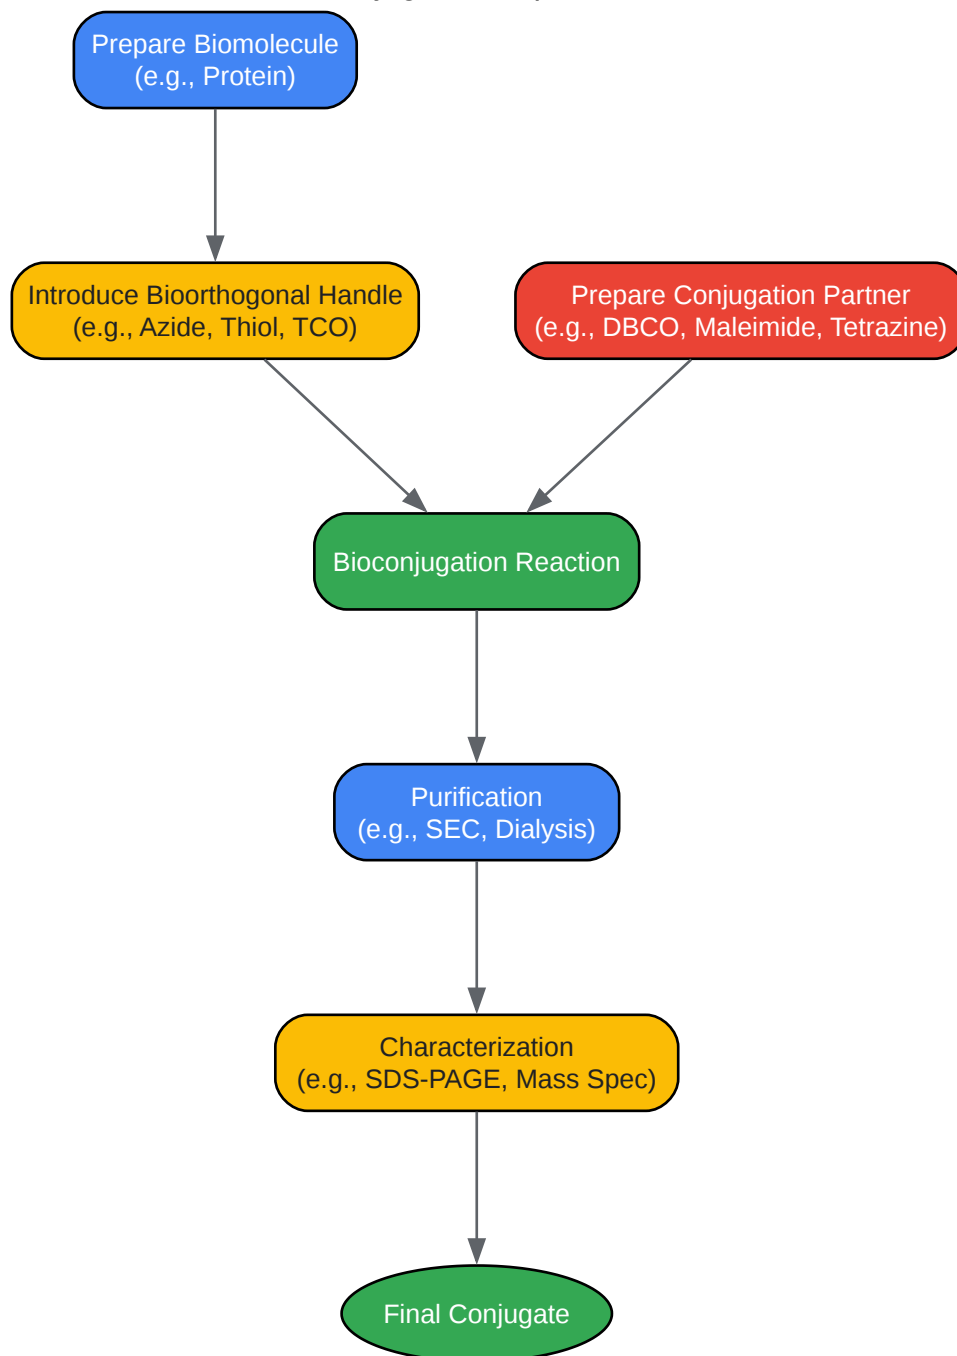 Prepare Biomolecule
(e.g., Protein)
Introduce Bioorthogonal Handle
(e.g., Azide, Thiol, TCO)
Prepare Conjugation Partner
(e.g., DBCO, Maleimide, Tetrazine)
Bioconjugation Reaction
Purification
(e.g., SEC, Dialysis)
Characterization
(e.g., SDS-PAGE, Mass Spec)
Final Conjugate